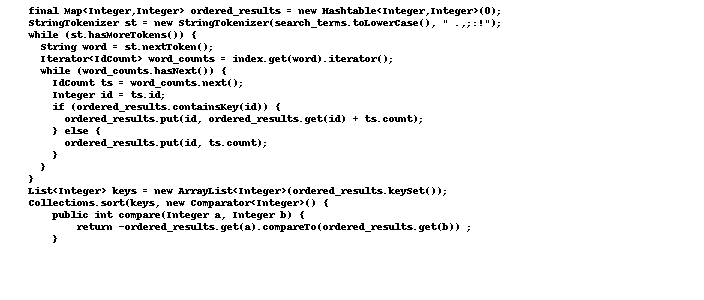 final Map<Integer,Integer> ordered_results = new Hashtable<Integer,Integer>(0);
StringTokenizer st = new StringTokenizer(search_terms.toLowerCase(), " .,;:!");
while (st.hasMoreTokens()) {
  String word = st.nextToken();
  Iterator<IdCount> word_counts = index.get(word).iterator();
  while (word_counts.hasNext()) {
    IdCount ts = word_counts.next();
    Integer id = ts.id;
    if (ordered_results.containsKey(id)) {
      ordered_results.put(id, ordered_results.get(id) + ts.count);
    } else {
      ordered_results.put(id, ts.count);
    }
  }
}
List<Integer> keys = new ArrayList<Integer>(ordered_results.keySet());
Collections.sort(keys, new Comparator<Integer>() {
    public int compare(Integer a, Integer b) {
        return -ordered_results.get(a).compareTo(ordered_results.get(b)) ;
    }